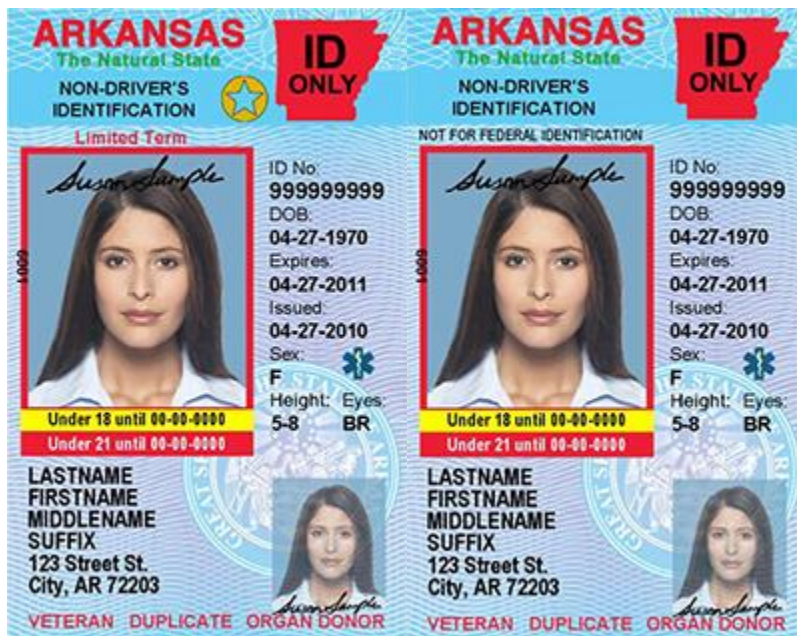 ARKANSAS
The Natural State
ID
ONLY
NON-DRIVER'S
IDENTIFICATION
Limited Term
Susan Sample
6001
ID No:
999999999
DOB:
04-27-1970
Expires:
04-27-2011
Issued:
04-27-2010
Sex:
F
Height: Eyes:
5-8 BR
Under 18 until 00-00-0000
Under 21 until 00-00-0000
LASTNAME
FIRSTNAME
MIDDLENAME
SUFFIX
123 Street St.
City, AR 72203
Susan Sample
VETERAN DUPLICATE ORGAN DONOR
ARKANSAS
The Natural State
ID
ONLY
NON-DRIVER'S
IDENTIFICATION
NOT FOR FEDERAL IDENTIFICATION
Susan Sample
6001
ID No:
999999999
DOB:
04-27-1970
Expires:
04-27-2011
Issued:
04-27-2010
Sex:
F
Height: Eyes:
5-8 BR
Under 18 until 00-00-0000
Under 21 until 00-00-0000
LASTNAME
FIRSTNAME
MIDDLENAME
SUFFIX
123 Street St.
City, AR 72203
Susan Sample
VETERAN DUPLICATE ORGAN DONOR